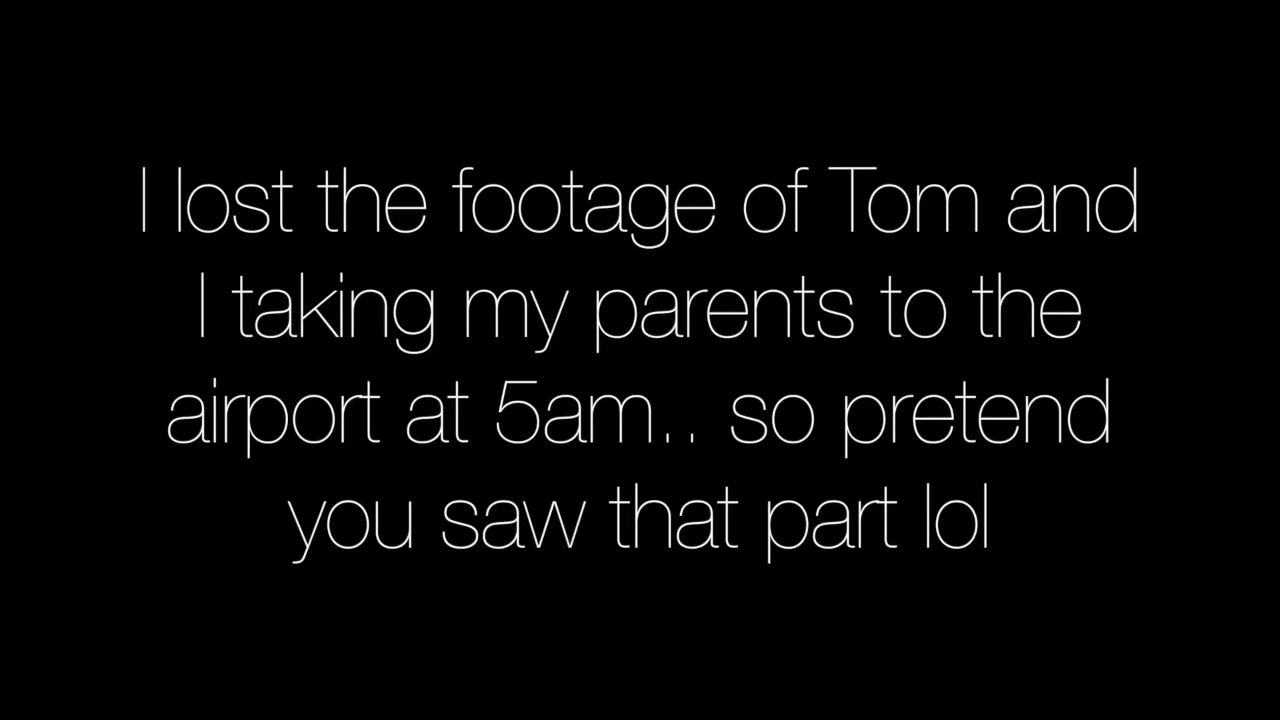 I lost the footage of Tom and
I taking my parents to the
airport at 5am.. so pretend
you saw that part lol